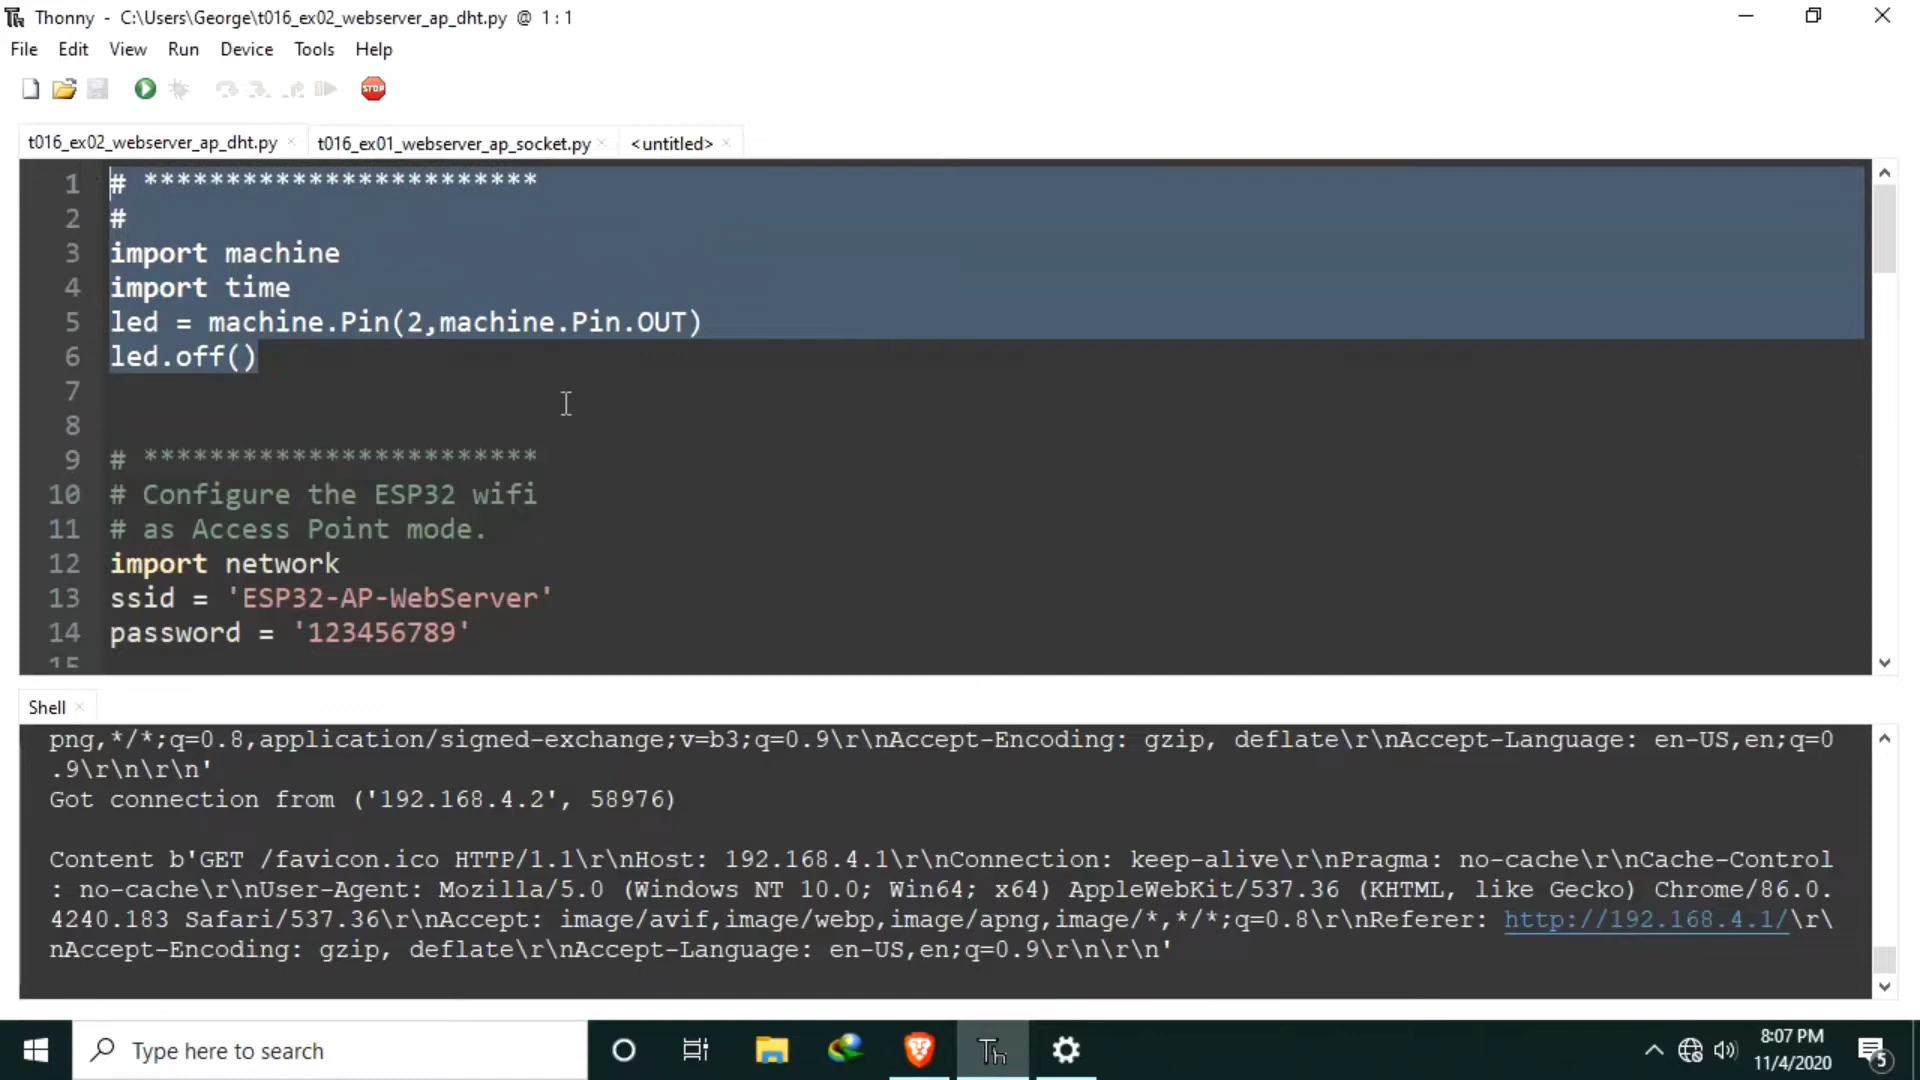 Thonny - C:\Users\George\t016_ex02_webserver_ap_dht.py @ 1 : 1
File Edit View Run Device Tools Help
STOP
t016_ex02_webserver_ap_dht.py × t016_ex01_webserver_ap_socket.py × <untitled> ×
1 # ************************
2 #
3 import machine
4 import time
5 led = machine.Pin(2,machine.Pin.OUT)
6 led.off()
7
8
9 # ************************
10 # Configure the ESP32 wifi
11 # as Access Point mode.
12 import network
13 ssid = 'ESP32-AP-WebServer'
14 password = '123456789'
15
Shell ×
png,*/*;q=0.8,application/signed-exchange;v=b3;q=0.9\r\nAccept-Encoding: gzip, deflate\r\nAccept-Language: en-US,en;q=0
.9\r\n\r\n'
Got connection from ('192.168.4.2', 58976)
Content b'GET /favicon.ico HTTP/1.1\r\nHost: 192.168.4.1\r\nConnection: keep-alive\r\nPragma: no-cache\r\nCache-Control
: no-cache\r\nUser-Agent: Mozilla/5.0 (Windows NT 10.0; Win64; x64) AppleWebKit/537.36 (KHTML, like Gecko) Chrome/86.0.
4240.183 Safari/537.36\r\nAccept: image/avif,image/webp,image/apng,image/*,*/*;q=0.8\r\nReferer: http://192.168.4.1/\r\
nAccept-Encoding: gzip, deflate\r\nAccept-Language: en-US,en;q=0.9\r\n\r\n'
Type here to search
Th
8:07 PM
11/4/2020
5